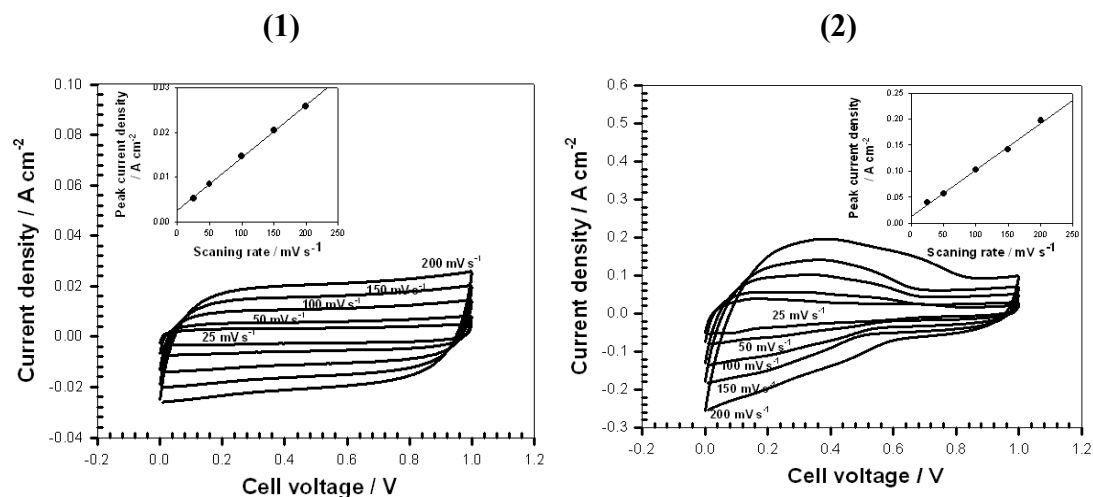 (1)
0.10
0.08
0.06
0.04
0.02
0.00
-0.02
-0.04
-0.2 0.0 0.2 0.4 0.6 0.8 1.0 1.2
Current density / A cm-2
Cell voltage / V
0.03
0.02
0.01
0.00
0 50 100 150 200 250
Peak current density
/ A cm-2
Scaning rate / mV s-1
200 mV s-1
150 mV s-1
100 mV s-1
50 mV s-1
25 mV s-1
(2)
0.6
0.5
0.4
0.3
0.2
0.1
0.0
-0.1
-0.2
-0.3
-0.2 0.0 0.2 0.4 0.6 0.8 1.0 1.2
Current density / A cm-2
Cell voltage / V
0.25
0.20
0.15
0.10
0.05
0.00
0 50 100 150 200 250
Peak current density
/ A cm-2
Scaning rate / mV s-1
25 mV s-1
50 mV s-1
100 mV s-1
150 mV s-1
200 mV s-1